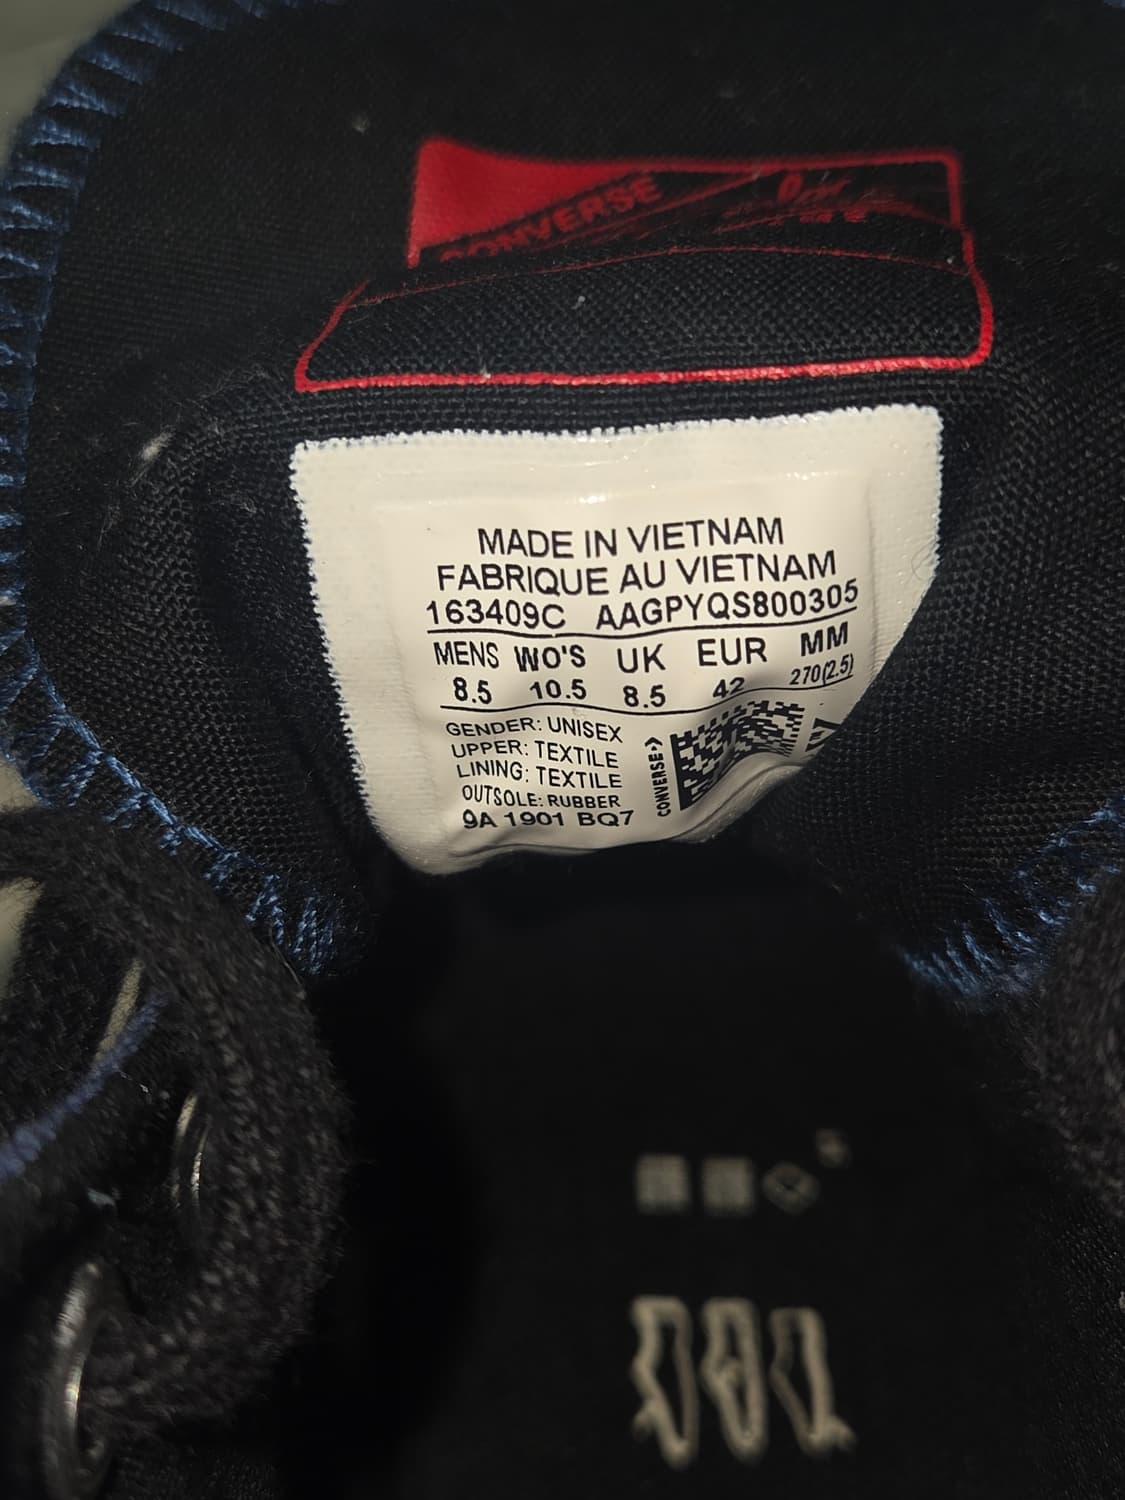 CONVERSE
MADE IN VIETNAM
FABRIQUE AU VIETNAM
163409C AAGPYQS800305
MENS WO'S UK EUR MM
8.5 10.5 8.5 42 270(2.5)
GENDER: UNISEX
UPPER: TEXTILE
LINING: TEXTILE
OUTSOLE: RUBBER
9A 1901 BQ7
CONVERSE